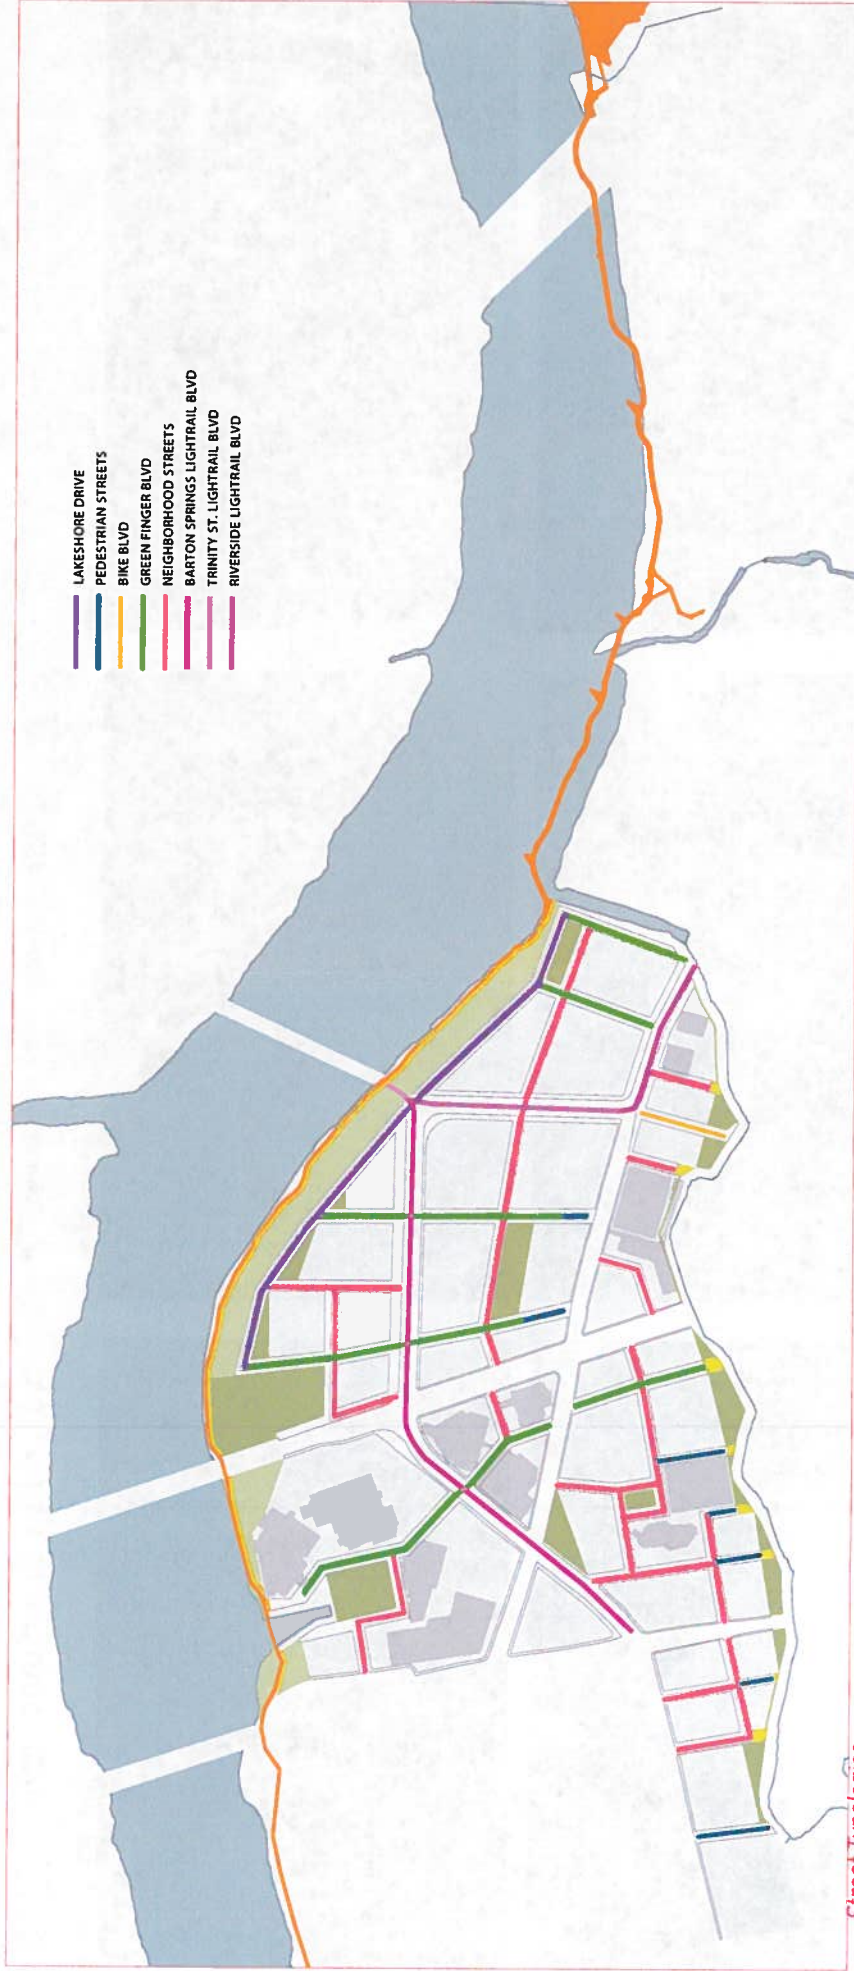 LAKESHORE DRIVE
PEDESTRIAN STREETS
BIKE BLVD
GREEN FINGER BLVD
NEIGHBORHOOD STREETS
BARTON SPRINGS LIGHTRAIL BLVD
TRINITY ST. LIGHTRAIL BLVD
RIVERSIDE LIGHTRAIL BLVD